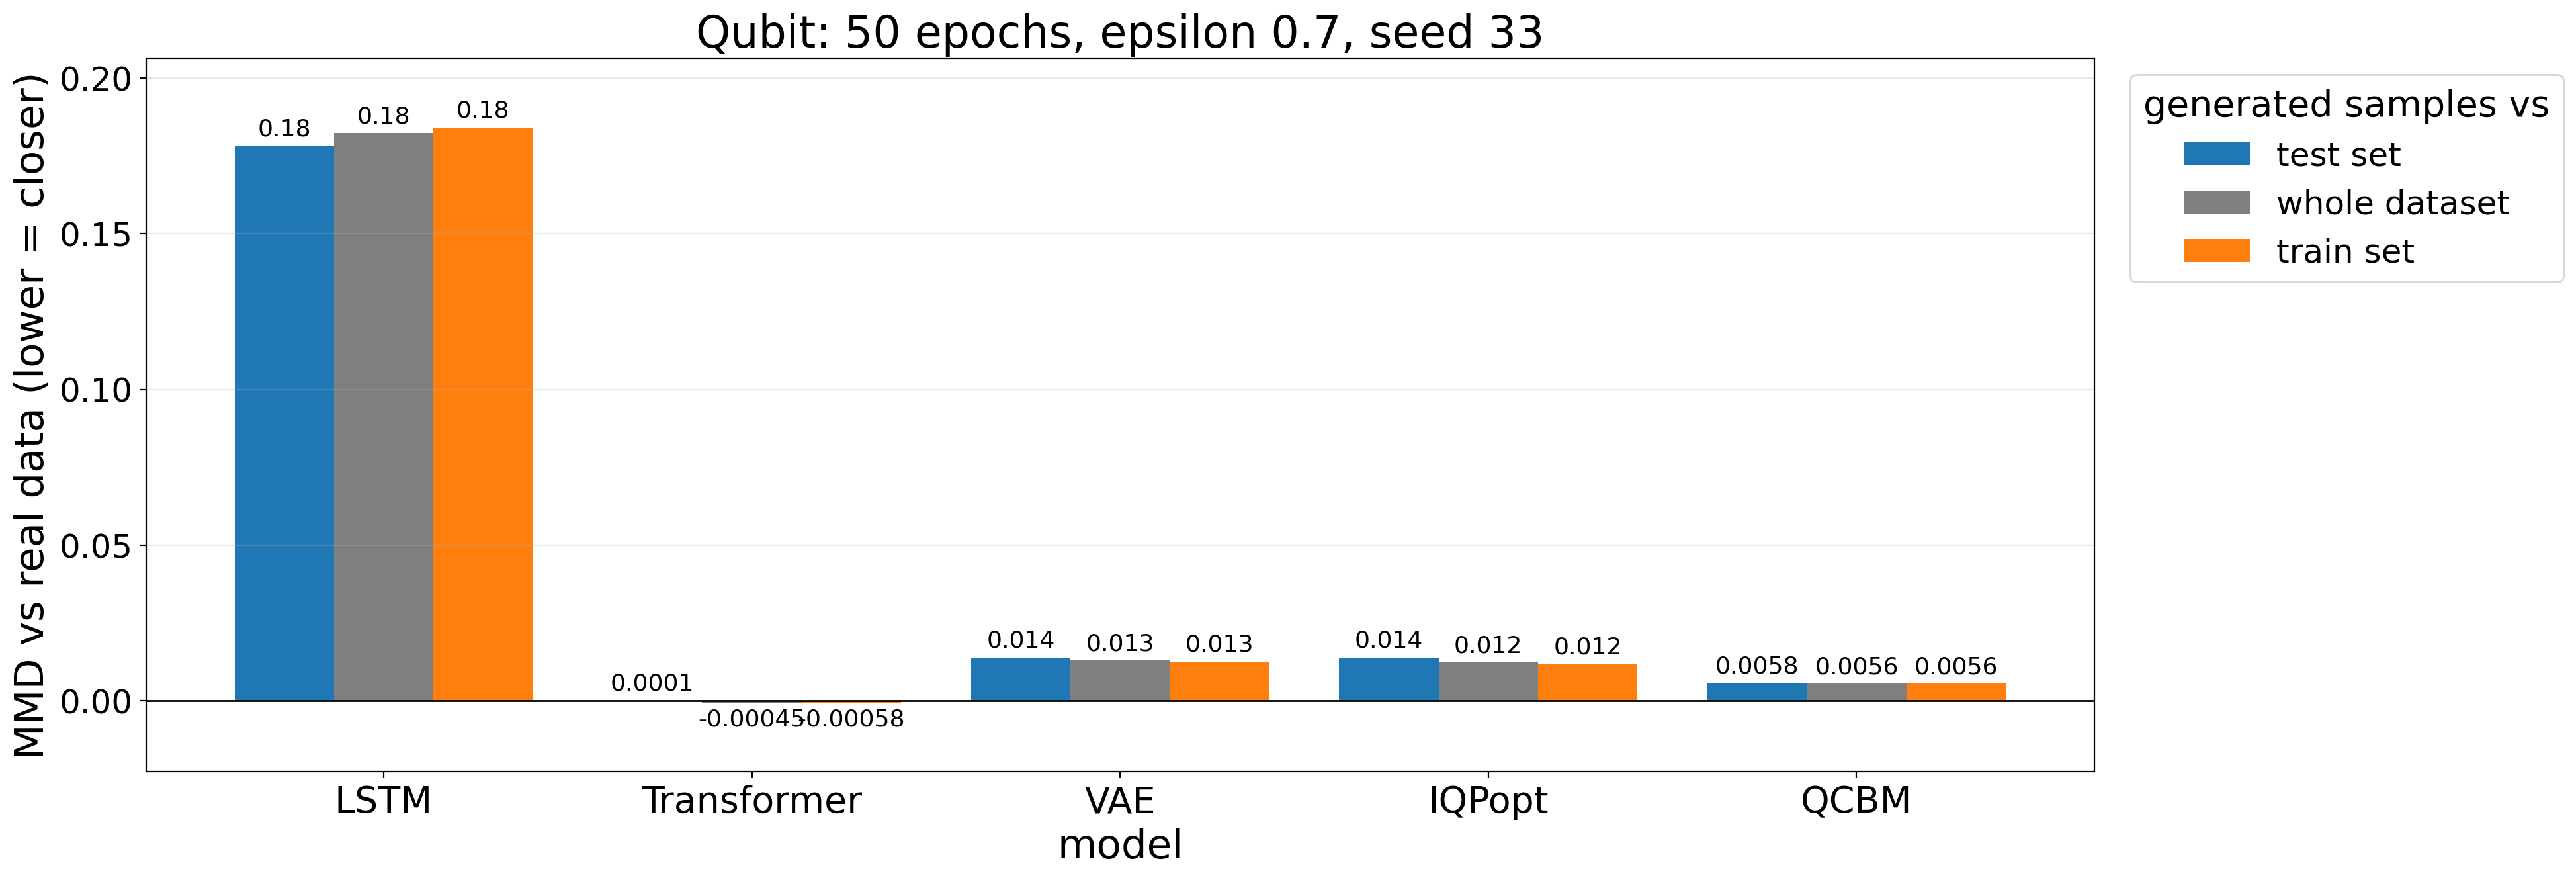 Qubit: 50 epochs, epsilon 0.7, seed 33
MMD vs real data (lower = closer)
0.20
0.15
0.10
0.05
0.00
0.18
0.18
0.18
0.0001
-0.00045
-0.00058
0.014
0.013
0.013
0.014
0.012
0.012
0.0058
0.0056
0.0056
LSTM
Transformer
VAE
IQPopt
QCBM
model
generated samples vs
test set
whole dataset
train set